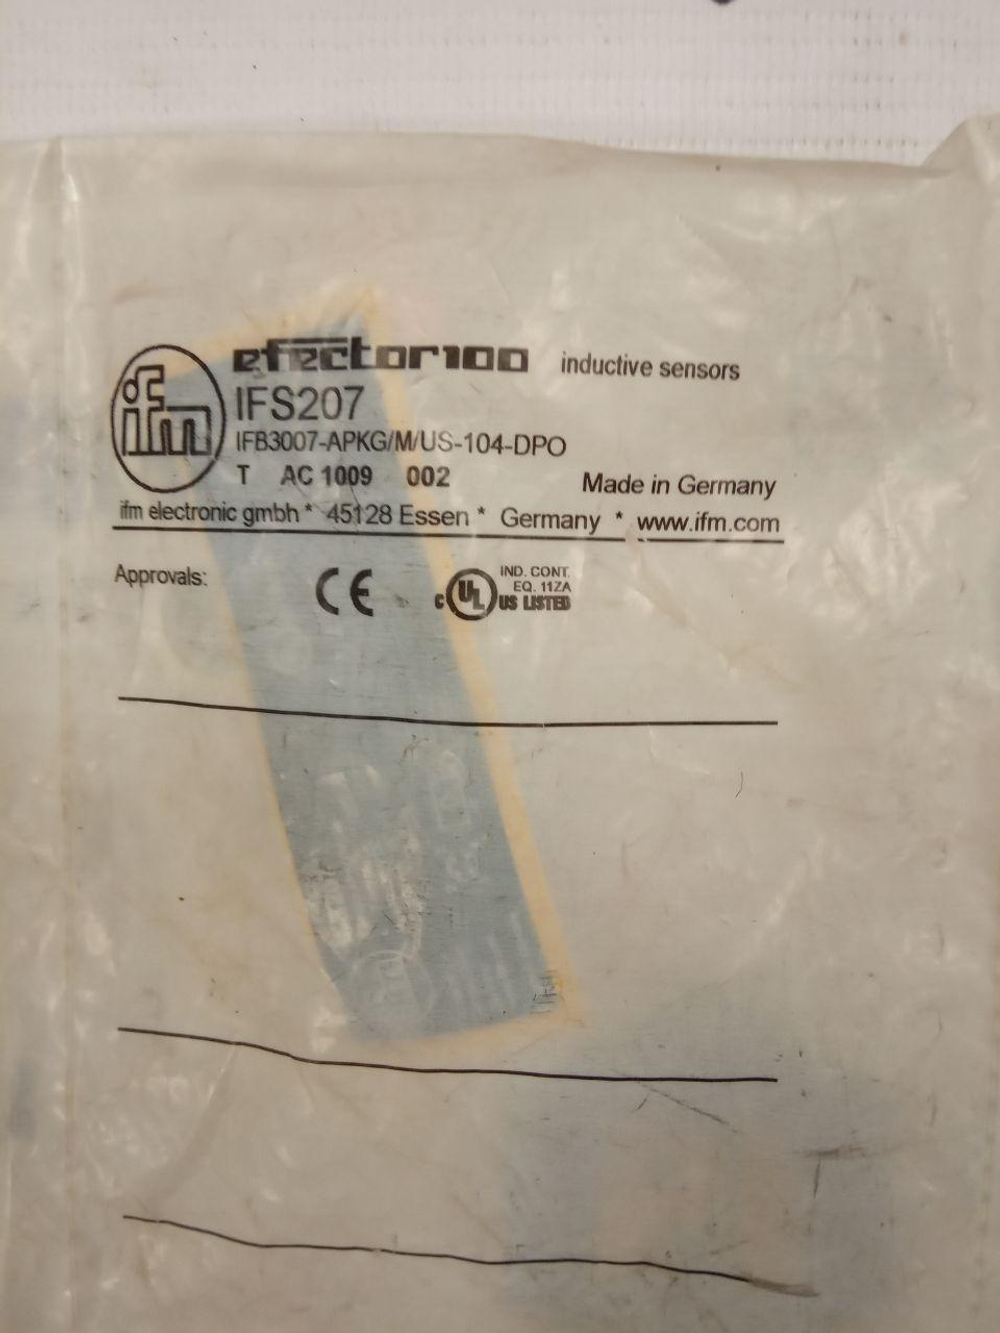 ifm
efector100 inductive sensors
IFS207
IFB3007-APKG/M/US-104-DPO
T AC 1009 002 Made in Germany
ifm electronic gmbh * 45128 Essen * Germany * www.ifm.com
Approvals: CE c UL US LISTED
IND. CONT.
EQ. 11ZA